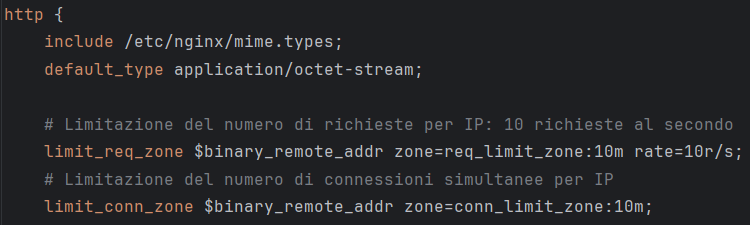 http {
    include /etc/nginx/mime.types;
    default_type application/octet-stream;

    # Limitazione del numero di richieste per IP: 10 richieste al secondo
    limit_req_zone $binary_remote_addr zone=req_limit_zone:10m rate=10r/s;
    # Limitazione del numero di connessioni simultanee per IP
    limit_conn_zone $binary_remote_addr zone=conn_limit_zone:10m;